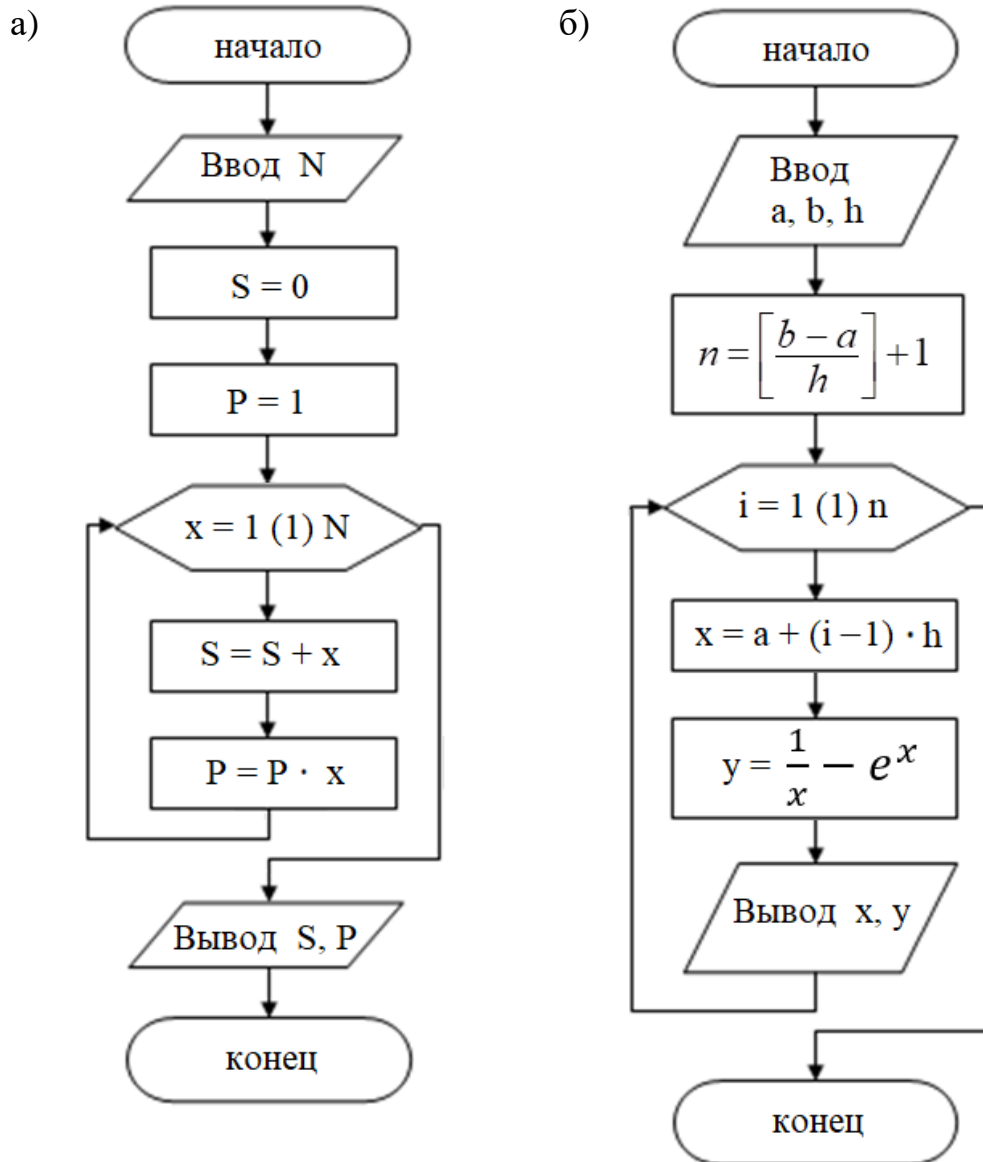 а)
начало
Ввод N
S = 0
P = 1
x = 1 (1) N
S = S + x
P = P · x
Вывод S, P
конец
б)
начало
Ввод
a, b, h
n = [(b − a)/h] + 1
i = 1 (1) n
x = a + (i – 1) · h
y = 1/x − e^x
Вывод x, y
конец